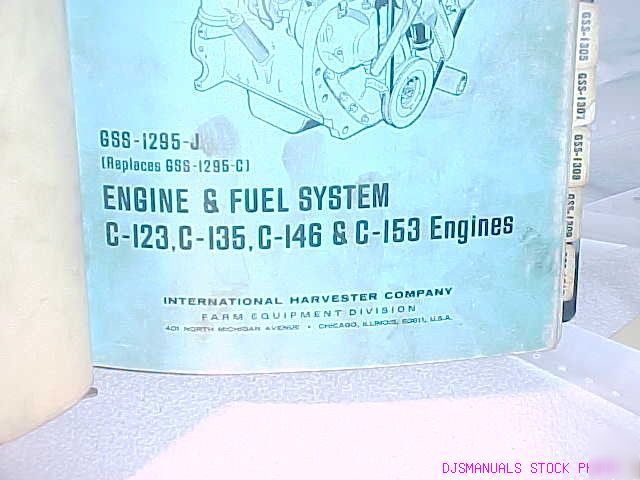 GSS-1295-J
(Replaces GSS-1295-C)
ENGINE & FUEL SYSTEM
C-123, C-135, C-146 & C-153 Engines
INTERNATIONAL HARVESTER COMPANY
FARM EQUIPMENT DIVISION
401 NORTH MICHIGAN AVENUE • CHICAGO, ILLINOIS, 60611, U.S.A.
GSS-1305
GSS-1307
GSS-1308
GSS-1309
DJSMANUALS STOCK